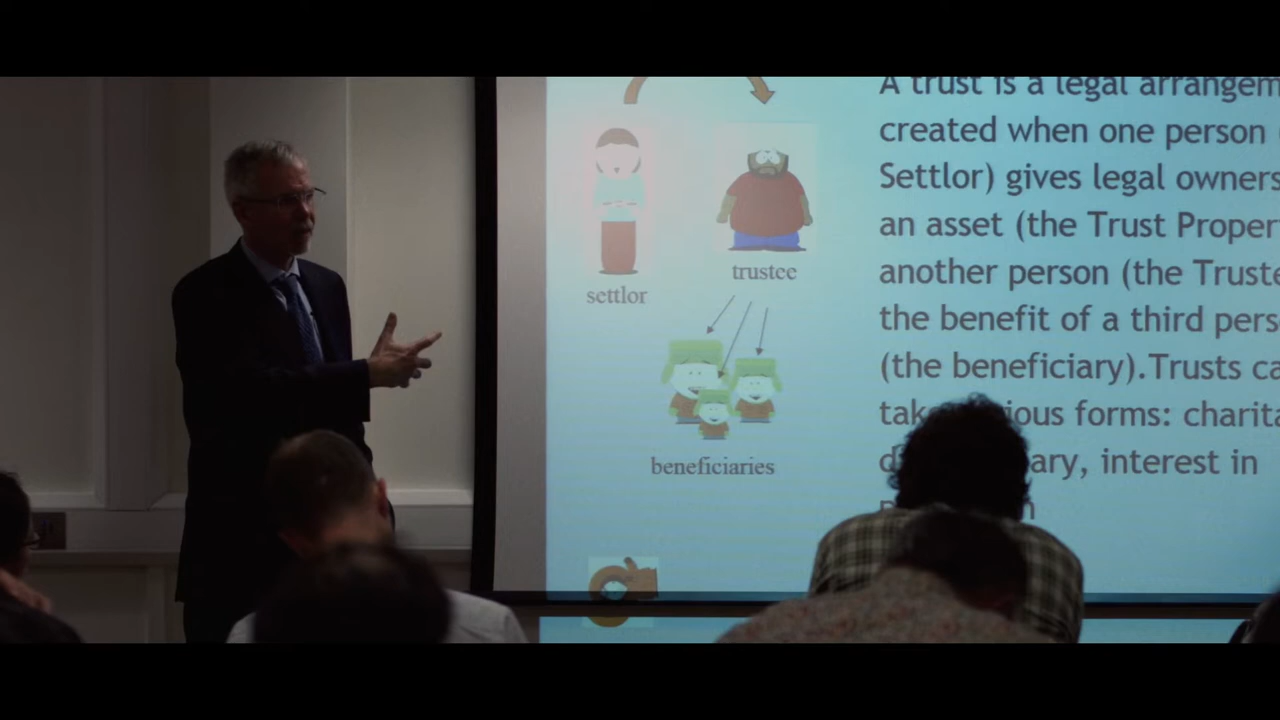 settlor
trustee
beneficiaries
A trust is a legal arrangem
created when one person
Settlor) gives legal owners
an asset (the Trust Proper
another person (the Truste
the benefit of a third pers
(the beneficiary).Trusts ca
ious forms: charita
ary, interest in